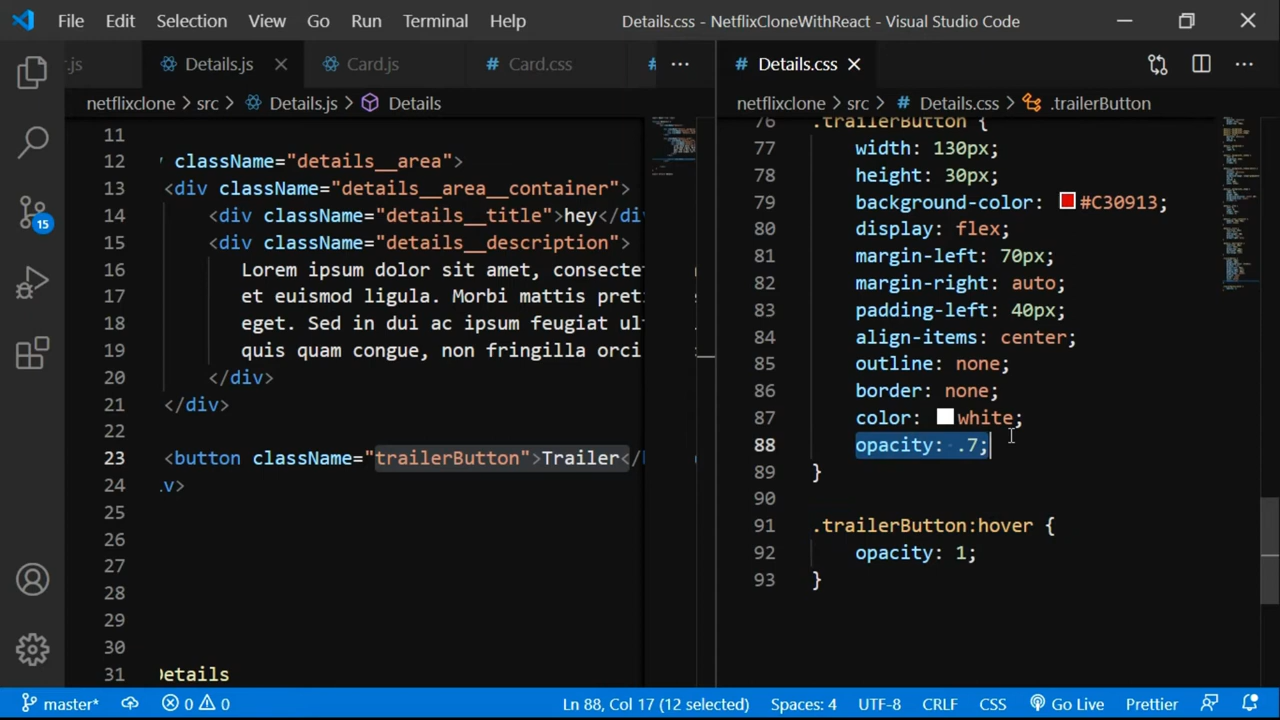 File Edit Selection View Go Run Terminal Help Details.css - NetflixCloneWithReact - Visual Studio Code
.js Details.js Card.js # Card.css # ···
netflixclone > src > Details.js > Details
11
12 className="details__area">
13 <div className="details__area__container">
14 <div className="details__title">hey</div
15 <div className="details__description">
16 Lorem ipsum dolor sit amet,
17 et euismod ligula. Morbi mattis
18 eget. Sed in dui ac ipsum feugiat
19 quis quam congue, non fringilla orci
20 </div>
21 </div>
22
23 <button className="trailerButton">Trailer</
24 >
25
26
27
28
29
30
31 Details
# Details.css ···
netflixclone > src > # Details.css > .trailerButton
76 .trailerButton {
77 width: 130px;
78 height: 30px;
79 background-color: #C30913;
80 display: flex;
81 margin-left: 70px;
82 margin-right: auto;
83 padding-left: 40px;
84 align-items: center;
85 outline: none;
86 border: none;
87 color: white;
88 opacity: .7;
89 }
90
91 .trailerButton:hover {
92 opacity: 1;
93 }
15
master* 0 0 Ln 88, Col 17 (12 selected) Spaces: 4 UTF-8 CRLF CSS Go Live Prettier